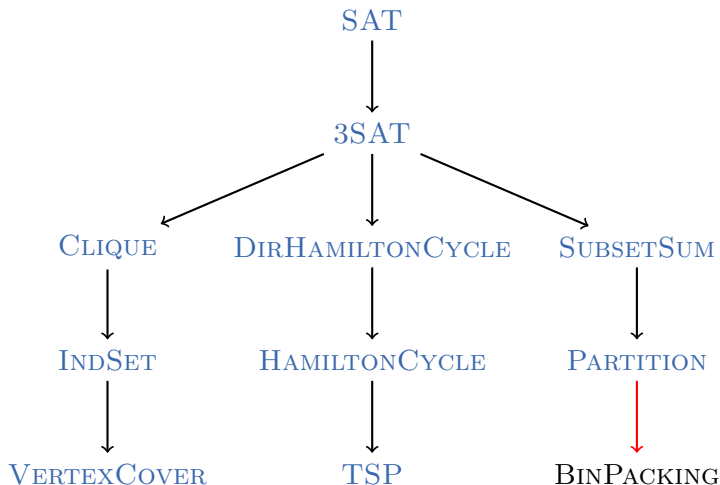 SAT
3SAT
CLIQUE DIRHAMILTONCYCLE SUBSETSUM
INDSET HAMILTONCYCLE PARTITION
VERTEXCOVER TSP BINPACKING